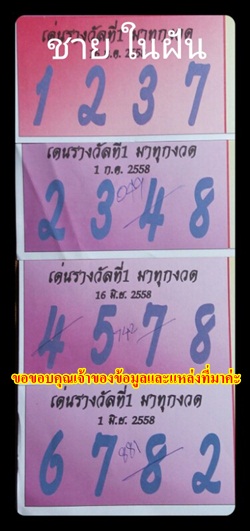 ชาย ในฝัน
เด่นรางวัลที่1 มาทุกงวด
1 2 3 7
เด่นรางวัลที่1 มาทุกงวด
1 ก.ค. 2558
049
2 3 4 8
เด่นรางวัลที่1 มาทุกงวด
16 มิ.ย. 2558
742
4 5 7 8
ขอขอบคุณเจ้าของข้อมูลและแหล่งที่มาค่ะ
เด่นรางวัลที่1 มาทุกงวด
1 มิ.ย. 2558
881
6 7 8 2